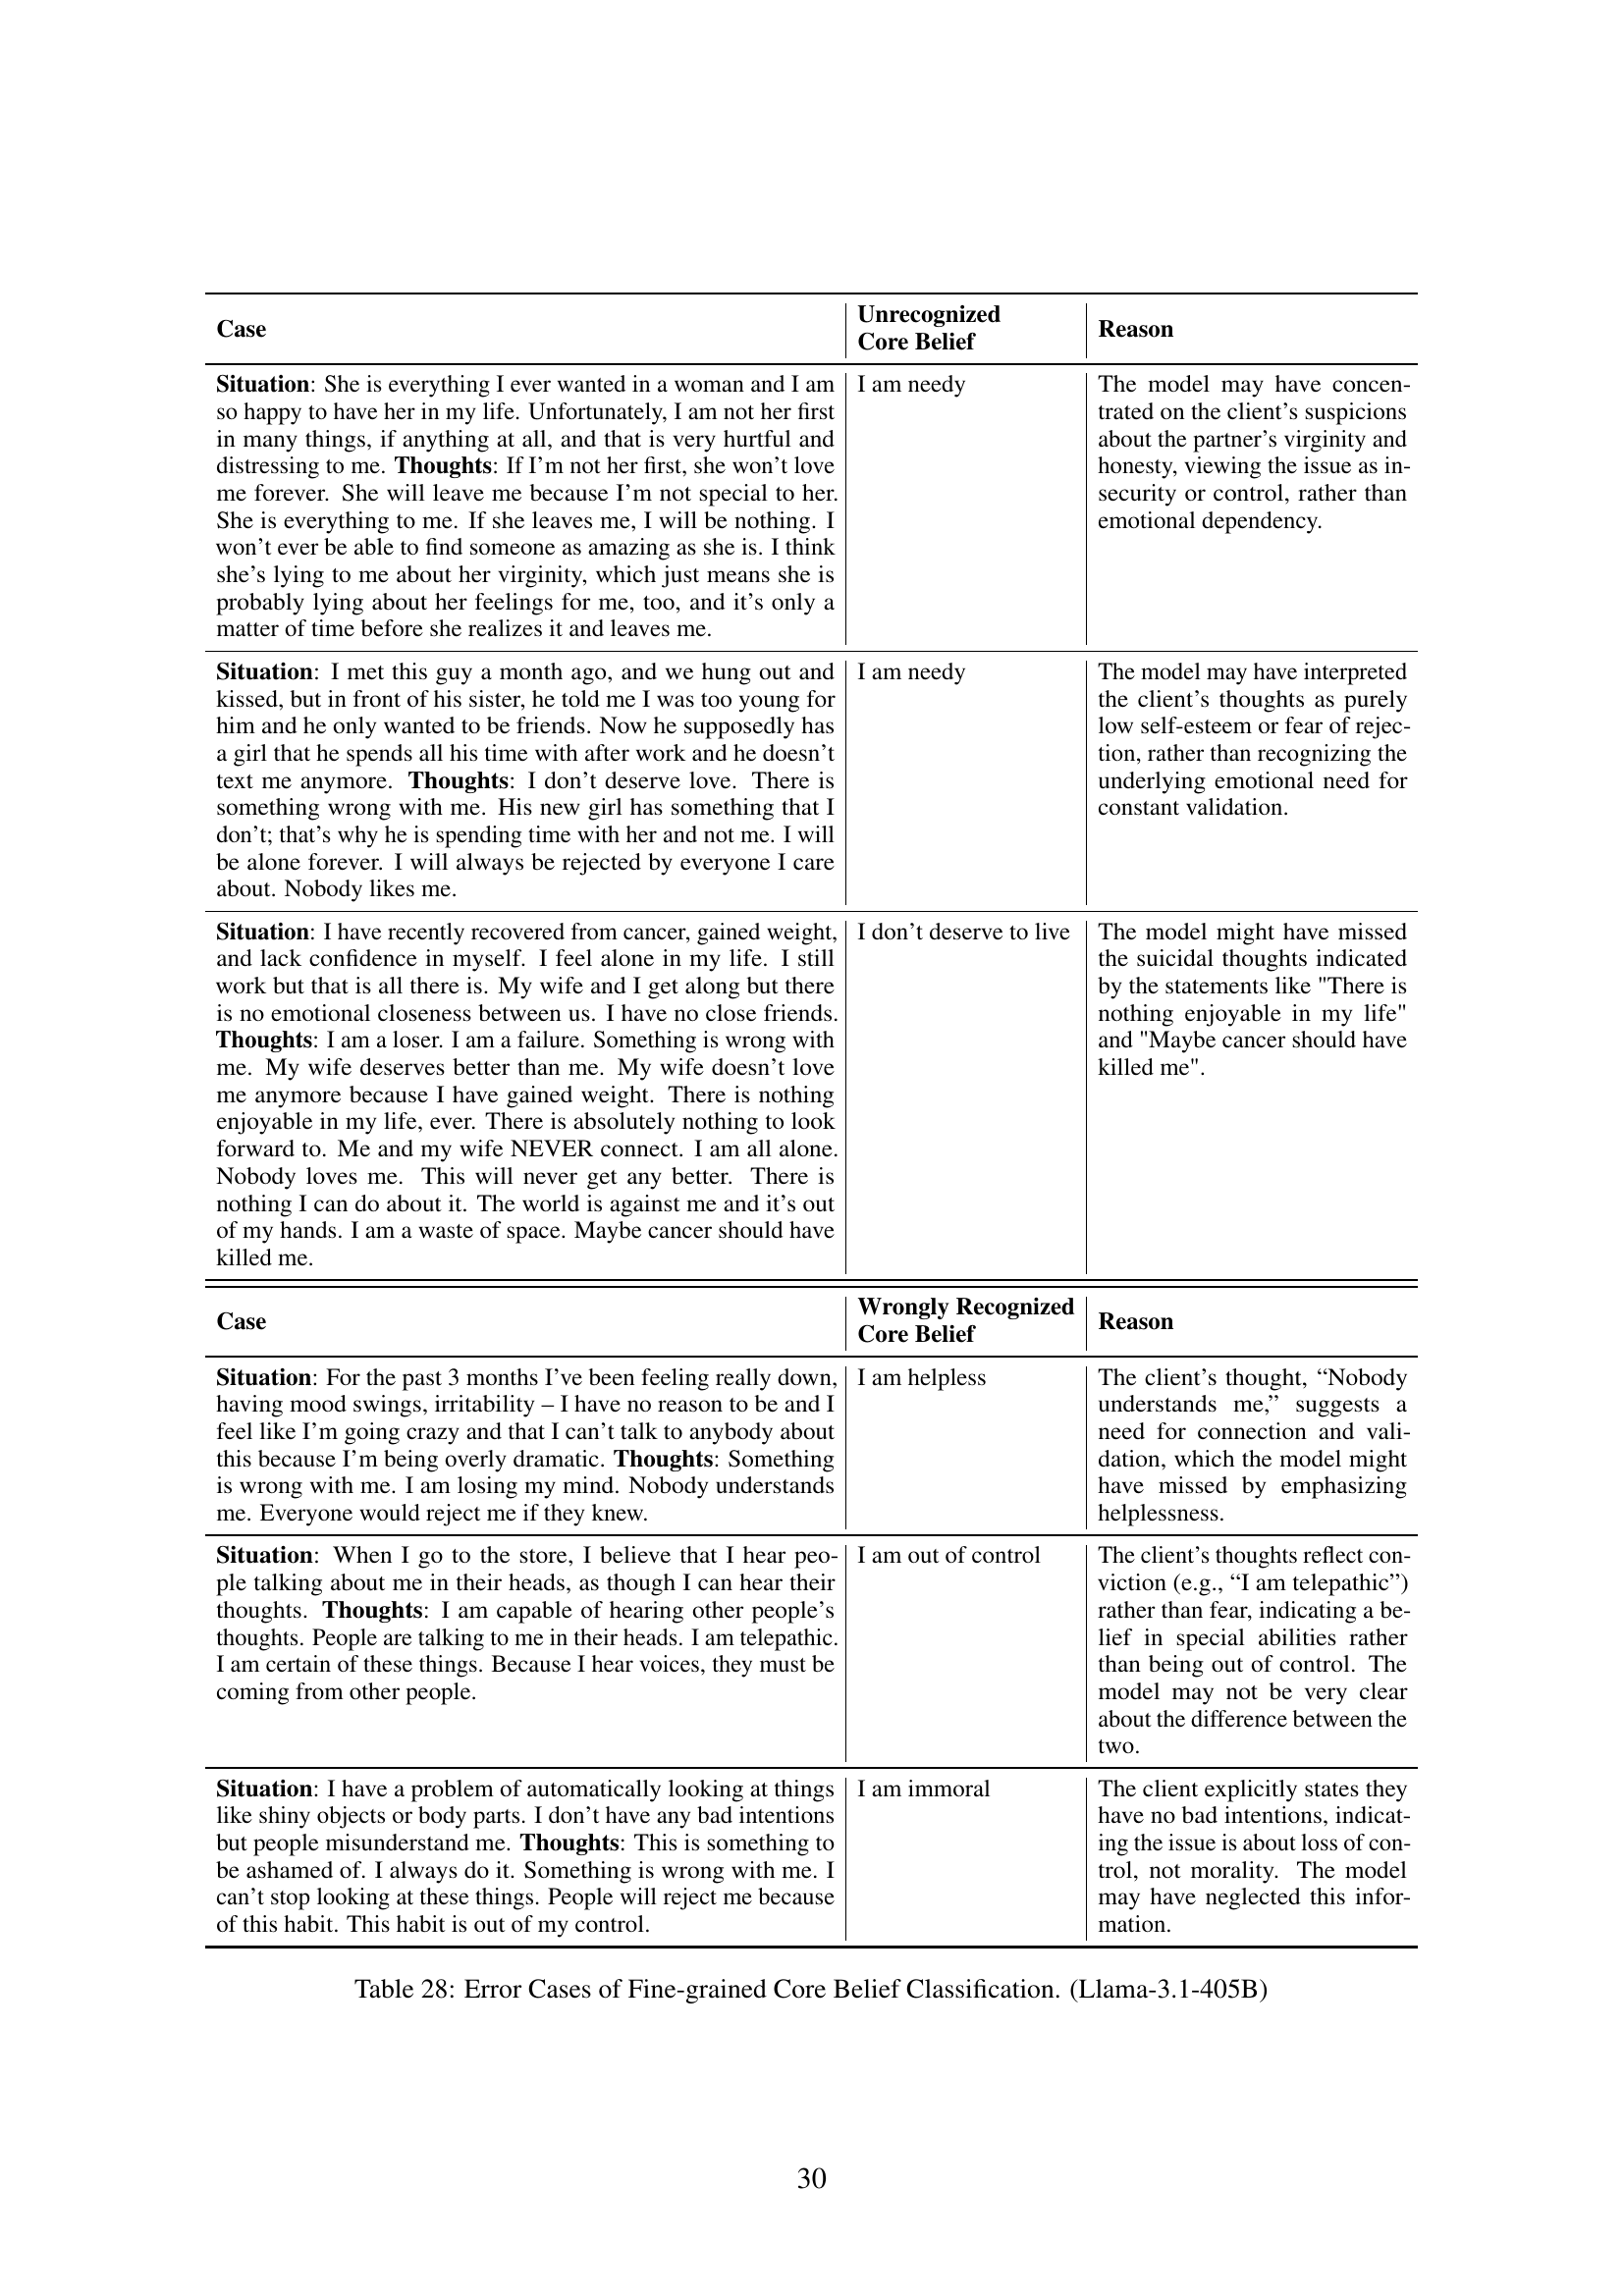 Case
Unrecognized
Core Belief
Reason
Situation: She is everything I ever wanted in a woman and I am
so happy to have her in my life. Unfortunately, I am not her first
in many things, if anything at all, and that is very hurtful and
distressing to me. Thoughts: If I'm not her first, she won't love
me forever. She will leave me because I'm not special to her.
She is everything to me. If she leaves me, I will be nothing. I
won't ever be able to find someone as amazing as she is. I think
she's lying to me about her virginity, which just means she is
probably lying about her feelings for me, too, and it's only a
matter of time before she realizes it and leaves me.
I am needy
The model may have concen-
trated on the client's suspicions
about the partner's virginity and
honesty, viewing the issue as in-
security or control, rather than
emotional dependency.
Situation: I met this guy a month ago, and we hung out and
kissed, but in front of his sister, he told me I was too young for
him and he only wanted to be friends. Now he supposedly has
a girl that he spends all his time with after work and he doesn't
text me anymore. Thoughts: I don't deserve love. There is
something wrong with me. His new girl has something that I
don't; that's why he is spending time with her and not me. I will
be alone forever. I will always be rejected by everyone I care
about. Nobody likes me.
I am needy
The model may have interpreted
the client's thoughts as purely
low self-esteem or fear of rejec-
tion, rather than recognizing the
underlying emotional need for
constant validation.
Situation: I have recently recovered from cancer, gained weight,
and lack confidence in myself. I feel alone in my life. I still
work but that is all there is. My wife and I get along but there
is no emotional closeness between us. I have no close friends.
Thoughts: I am a loser. I am a failure. Something is wrong with
me. My wife deserves better than me. My wife doesn't love
me anymore because I have gained weight. There is nothing
enjoyable in my life, ever. There is absolutely nothing to look
forward to. Me and my wife NEVER connect. I am all alone.
Nobody loves me. This will never get any better. There is
nothing I can do about it. The world is against me and it's out
of my hands. I am a waste of space. Maybe cancer should have
killed me.
I don't deserve to live
The model might have missed
the suicidal thoughts indicated
by the statements like "There is
nothing enjoyable in my life"
and "Maybe cancer should have
killed me".
Case
Wrongly Recognized
Core Belief
Reason
Situation: For the past 3 months I've been feeling really down,
having mood swings, irritability – I have no reason to be and I
feel like I'm going crazy and that I can't talk to anybody about
this because I'm being overly dramatic. Thoughts: Something
is wrong with me. I am losing my mind. Nobody understands
me. Everyone would reject me if they knew.
I am helpless
The client's thought, “Nobody
understands me,” suggests a
need for connection and vali-
dation, which the model might
have missed by emphasizing
helplessness.
Situation: When I go to the store, I believe that I hear peo-
ple talking about me in their heads, as though I can hear their
thoughts. Thoughts: I am capable of hearing other people's
thoughts. People are talking to me in their heads. I am telepathic.
I am certain of these things. Because I hear voices, they must be
coming from other people.
I am out of control
The client's thoughts reflect con-
viction (e.g., “I am telepathic”)
rather than fear, indicating a be-
lief in special abilities rather
than being out of control. The
model may not be very clear
about the difference between the
two.
Situation: I have a problem of automatically looking at things
like shiny objects or body parts. I don't have any bad intentions
but people misunderstand me. Thoughts: This is something to
be ashamed of. I always do it. Something is wrong with me. I
can't stop looking at these things. People will reject me because
of this habit. This habit is out of my control.
I am immoral
The client explicitly states they
have no bad intentions, indicat-
ing the issue is about loss of con-
trol, not morality. The model
may have neglected this infor-
mation.
Table 28: Error Cases of Fine-grained Core Belief Classification. (Llama-3.1-405B)
30